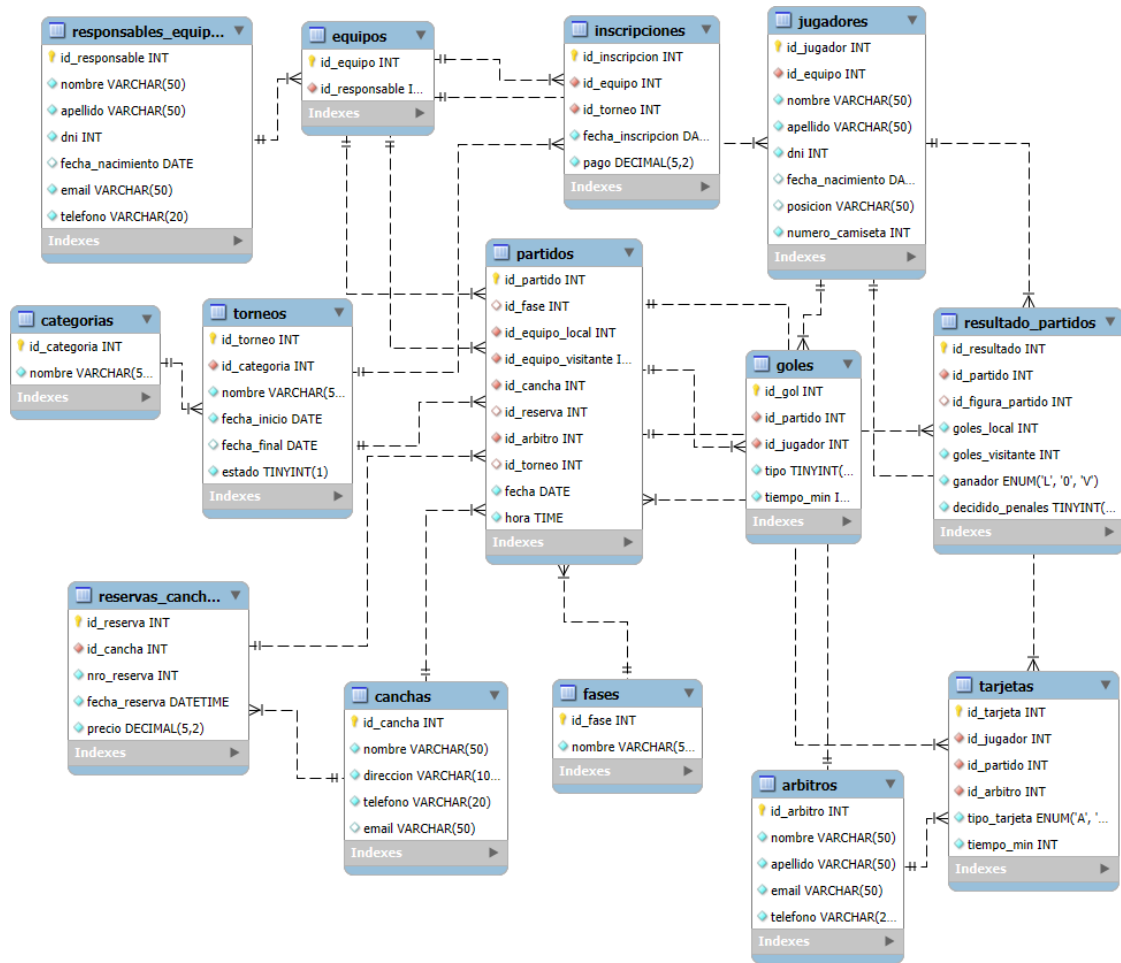 responsables_equip...
id_responsable INT
nombre VARCHAR(50)
apellido VARCHAR(50)
dni INT
fecha_nacimiento DATE
email VARCHAR(50)
telefono VARCHAR(20)
Indexes
equipos
id_equipo INT
id_responsable I...
Indexes
inscripciones
id_inscripcion INT
id_equipo INT
id_torneo INT
fecha_inscripcion DA...
pago DECIMAL(5,2)
Indexes
jugadores
id_jugador INT
id_equipo INT
nombre VARCHAR(50)
apellido VARCHAR(50)
dni INT
fecha_nacimiento DA...
posicion VARCHAR(50)
numero_camiseta INT
Indexes
categorias
id_categoria INT
nombre VARCHAR(5...
Indexes
torneos
id_torneo INT
id_categoria INT
nombre VARCHAR(5...
fecha_inicio DATE
fecha_final DATE
estado TINYINT(1)
Indexes
partidos
id_partido INT
id_fase INT
id_equipo_local INT
id_equipo_visitante I...
id_cancha INT
id_reserva INT
id_arbitro INT
id_torneo INT
fecha DATE
hora TIME
Indexes
goles
id_gol INT
id_partido INT
id_jugador INT
tipo TINYINT(...
tiempo_min I...
Indexes
resultado_partidos
id_resultado INT
id_partido INT
id_figura_partido INT
goles_local INT
goles_visitante INT
ganador ENUM('L', '0', 'V')
decidido_penales TINYINT(...
Indexes
reservas_canch...
id_reserva INT
id_cancha INT
nro_reserva INT
fecha_reserva DATETIME
precio DECIMAL(5,2)
Indexes
canchas
id_cancha INT
nombre VARCHAR(50)
direccion VARCHAR(10...
telefono VARCHAR(20)
email VARCHAR(50)
Indexes
fases
id_fase INT
nombre VARCHAR(5...
Indexes
arbitros
id_arbitro INT
nombre VARCHAR(50)
apellido VARCHAR(50)
email VARCHAR(50)
telefono VARCHAR(2...
Indexes
tarjetas
id_tarjeta INT
id_jugador INT
id_partido INT
id_arbitro INT
tipo_tarjeta ENUM('A', '...
tiempo_min INT
Indexes